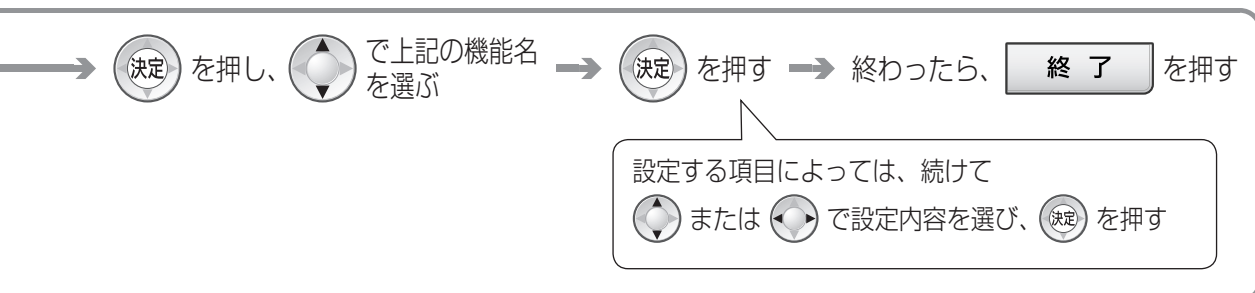 決定 を押し、 で上記の機能名
を選ぶ
決定 を押す
終わったら、 終 了 を押す
設定する項目によっては、続けて
または で設定内容を選び、 決定 を押す